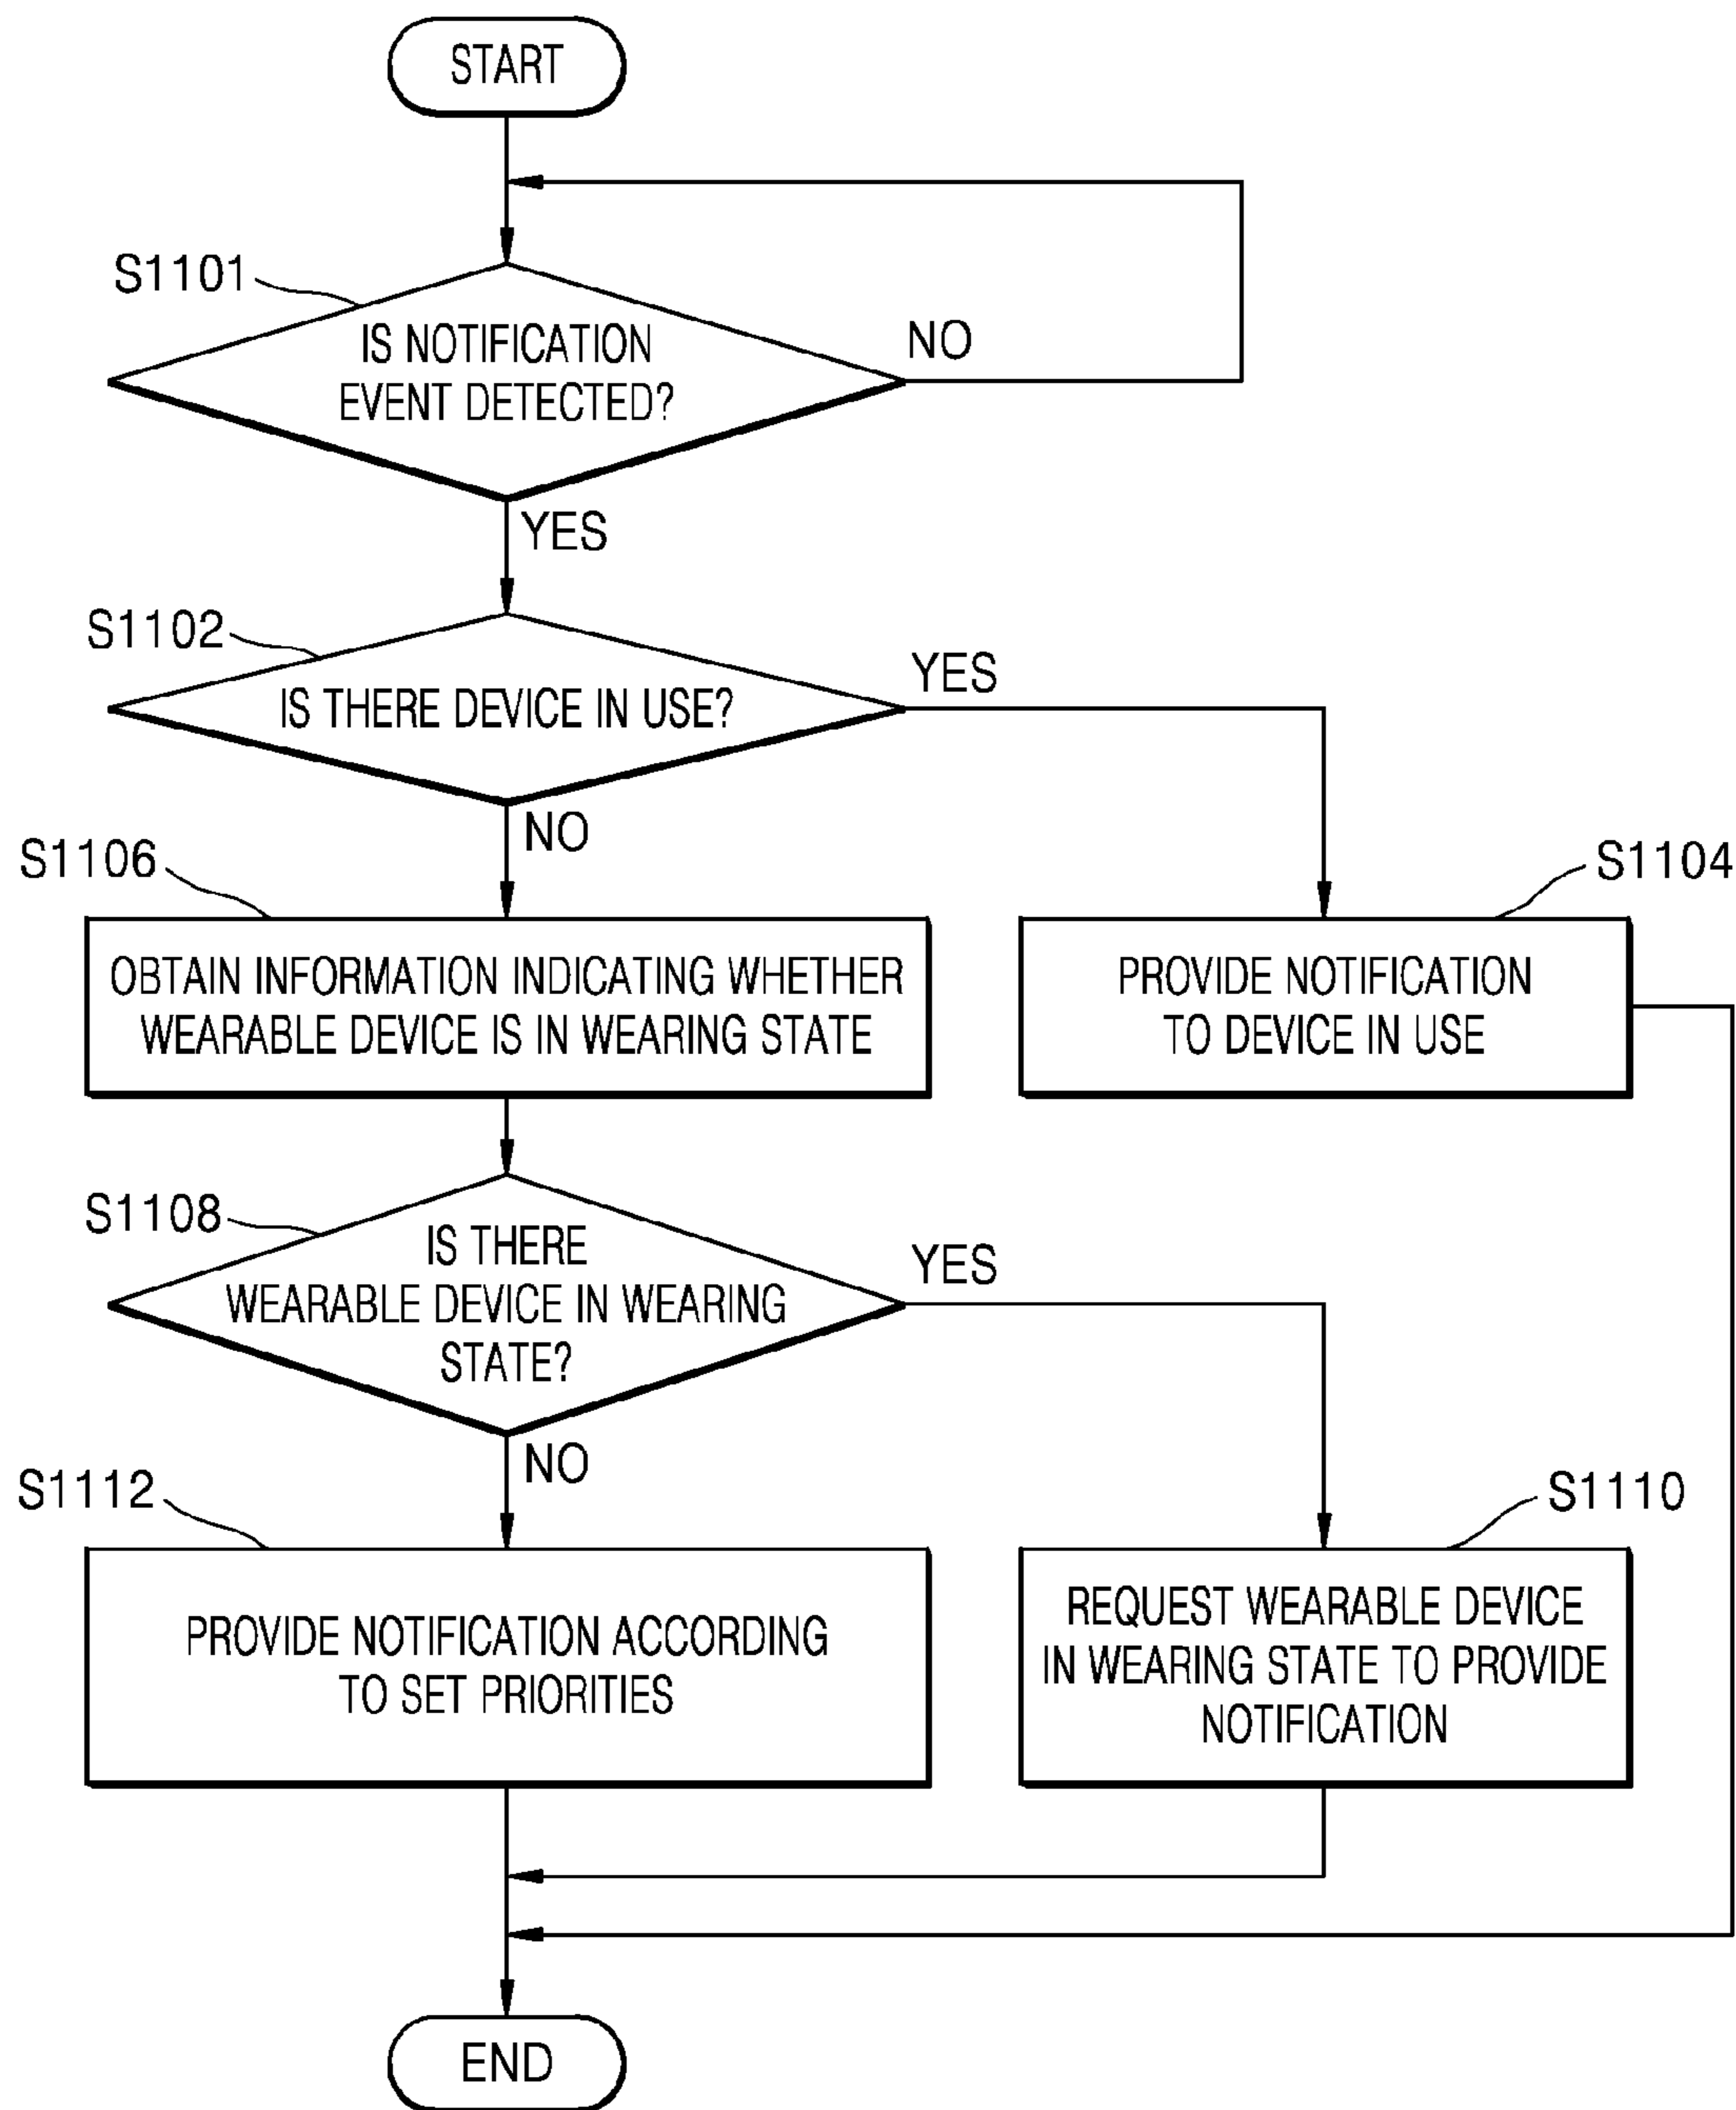 START
S1101
IS NOTIFICATION
EVENT DETECTED?
NO
YES
S1102
IS THERE DEVICE IN USE?
YES
NO
S1106
OBTAIN INFORMATION INDICATING WHETHER
WEARABLE DEVICE IS IN WEARING STATE
S1104
PROVIDE NOTIFICATION
TO DEVICE IN USE
S1108
IS THERE
WEARABLE DEVICE IN WEARING
STATE?
YES
NO
S1112
PROVIDE NOTIFICATION ACCORDING
TO SET PRIORITIES
S1110
REQUEST WEARABLE DEVICE
IN WEARING STATE TO PROVIDE
NOTIFICATION
END